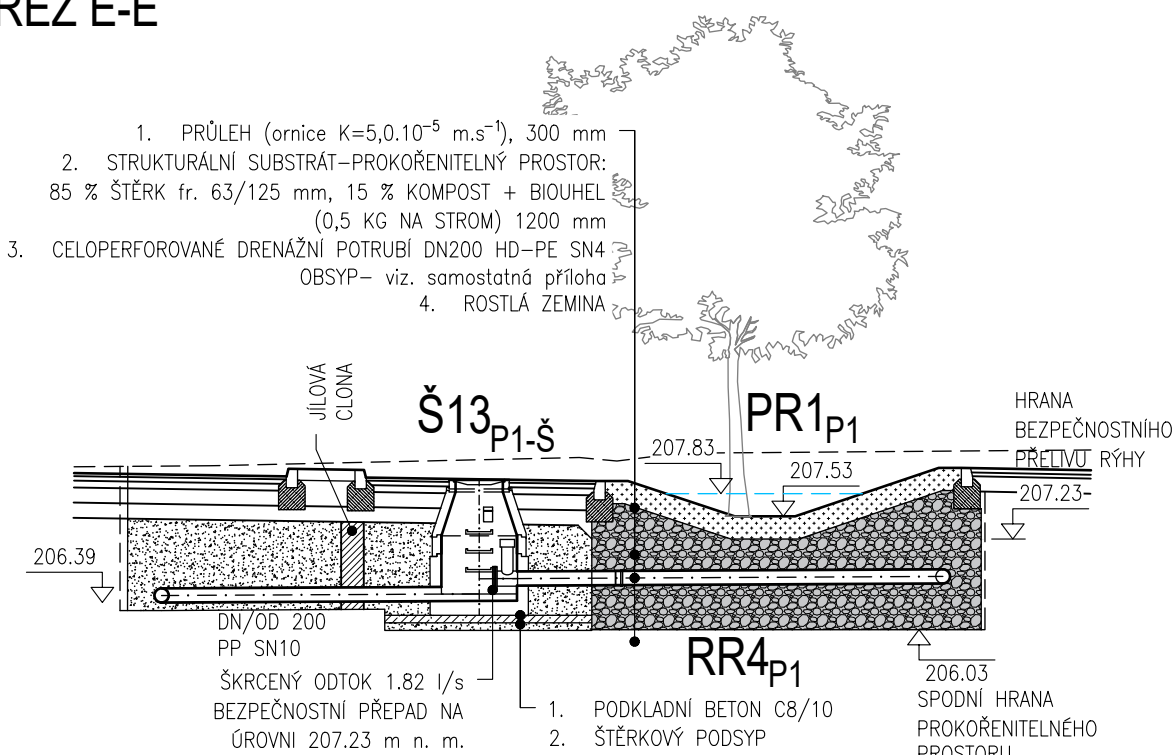 ŘEZ E-E
1. PRŮLEH (ornice K=5,0.10⁻⁵ m.s⁻¹), 300 mm
2. STRUKTURÁLNÍ SUBSTRÁT-PROKOŘENITELNÝ PROSTOR:
85 % ŠTĚRK fr. 63/125 mm, 15 % KOMPOST + BIOUHEL
(0,5 KG NA STROM) 1200 mm
3. CELOPERFOROVANÉ DRENÁŽNÍ POTRUBÍ DN200 HD-PE SN4
OBSYP- viz. samostatná příloha
4. ROSTLÁ ZEMINA
JÍLOVÁ
CLONA
Š13P1-Š
PR1P1
HRANA
BEZPEČNOSTNÍHO
PŘELIVU RÝHY
207.83
207.53
207.23
206.39
DN/OD 200
PP SN10
ŠKRCENÝ ODTOK 1.82 l/s
BEZPEČNOSTNÍ PŘEPAD NA
ÚROVNI 207.23 m n. m.
1. PODKLADNÍ BETON C8/10
2. ŠTĚRKOVÝ PODSYP
RR4P1
206.03
SPODNÍ HRANA
PROKOŘENITELNÉHO
PROSTORU